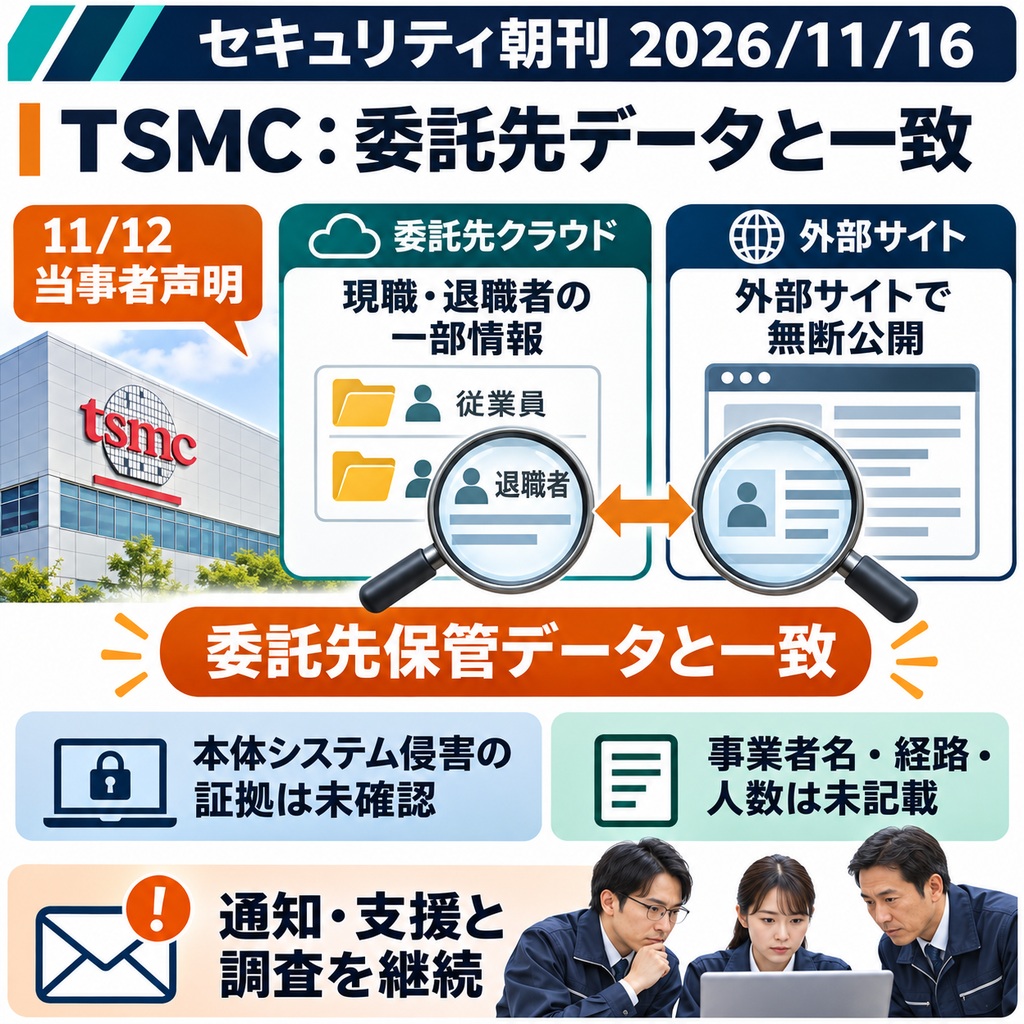 セキュリティ朝刊 2026/11/16
TSMC：委託先データと一致
11/12
当事者声明
tsmc
委託先クラウド
現職・退職者の
一部情報
従業員
退職者
外部サイト
外部サイトで
無断公開
委託先保管データと一致
本体システム侵害の
証拠は未確認
事業者名・経路・
人数は未記載
通知・支援と
調査を継続